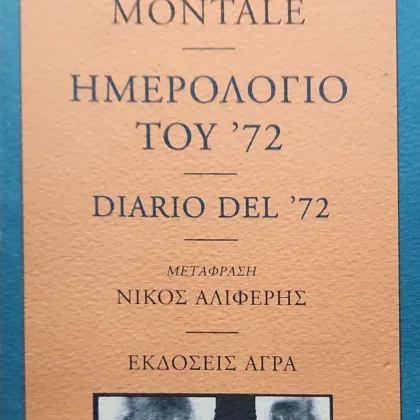 MONTALE
ΗΜΕΡΟΛΟΓΙΟ
ΤΟΥ '72
DIARIO DEL '72
ΜΕΤΑΦΡΑΣΗ
ΝΙΚΟΣ ΑΛΙΦΕΡΗΣ
ΕΚΔΟΣΕΙΣ ΑΓΡΑ